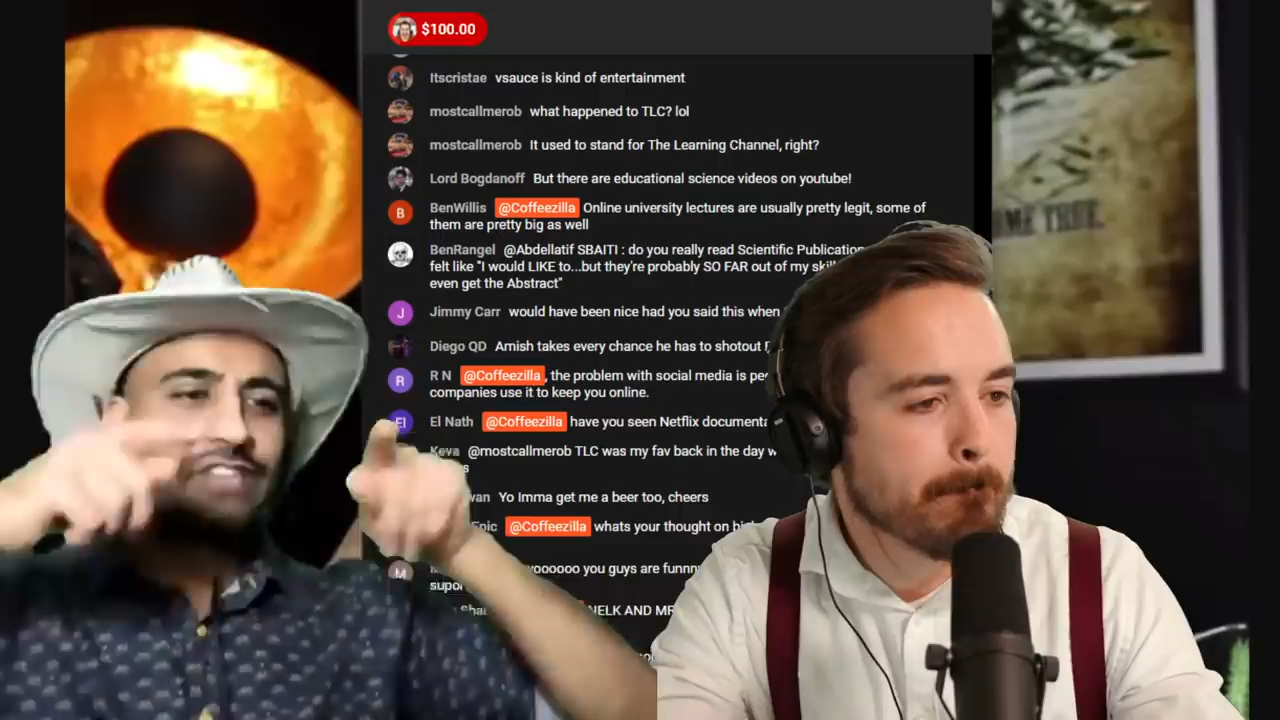 $100.00
Itscristae vsauce is kind of entertainment
mostcallmerob what happened to TLC? lol
mostcallmerob It used to stand for The Learning Channel, right?
Lord Bogdanoff But there are educational science videos on youtube!
OME TRUE.
B BenWillis @Coffeezilla Online university lectures are usually pretty legit, some of
them are pretty big as well
BenRangel @Abdellatif SBAITI : do you really read Scientific
felt like "I would LIKE to...but they're probably SO FAR out of my
even get the Abstract"
J Jimmy Carr would have been nice had you said this when
Diego QD Amish takes every chance he has to shotout
R R N @Coffeezilla, the problem with social media is
companies use it to keep you online.
El El Nath @Coffeezilla have you seen Netflix
Keva @mostcallmerob TLC was my fav back in the day
Yo Imma get me a beer too, cheers
Epic @Coffeezilla whats your thought on
M you guys are
NELK AND